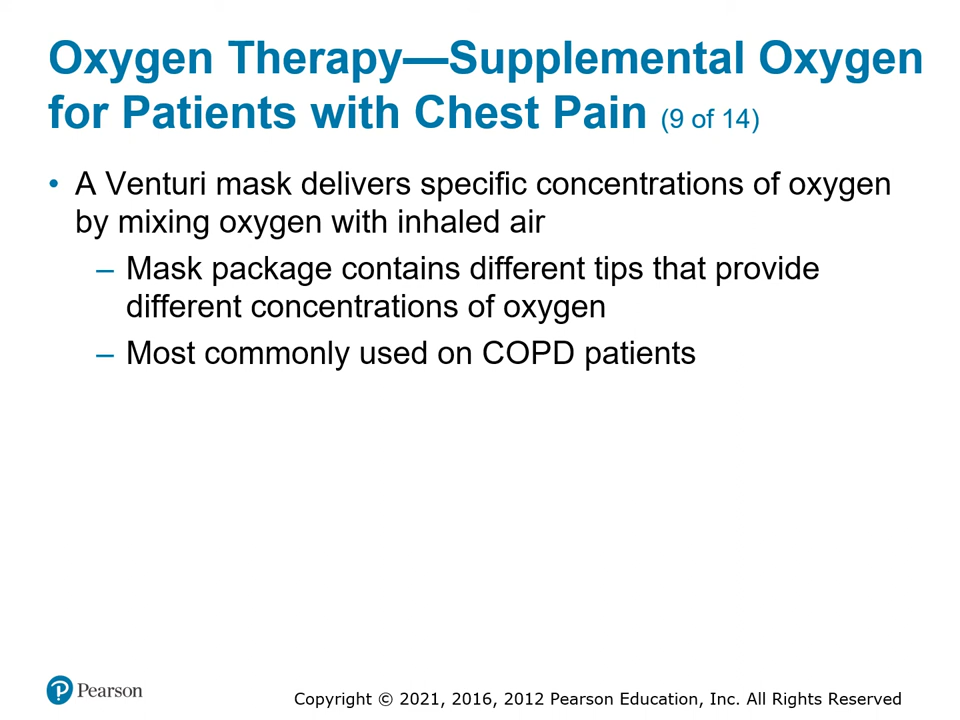 Oxygen Therapy—Supplemental Oxygen
for Patients with Chest Pain (9 of 14)
• A Venturi mask delivers specific concentrations of oxygen
by mixing oxygen with inhaled air
– Mask package contains different tips that provide
different concentrations of oxygen
– Most commonly used on COPD patients
P Pearson
Copyright © 2021, 2016, 2012 Pearson Education, Inc. All Rights Reserved